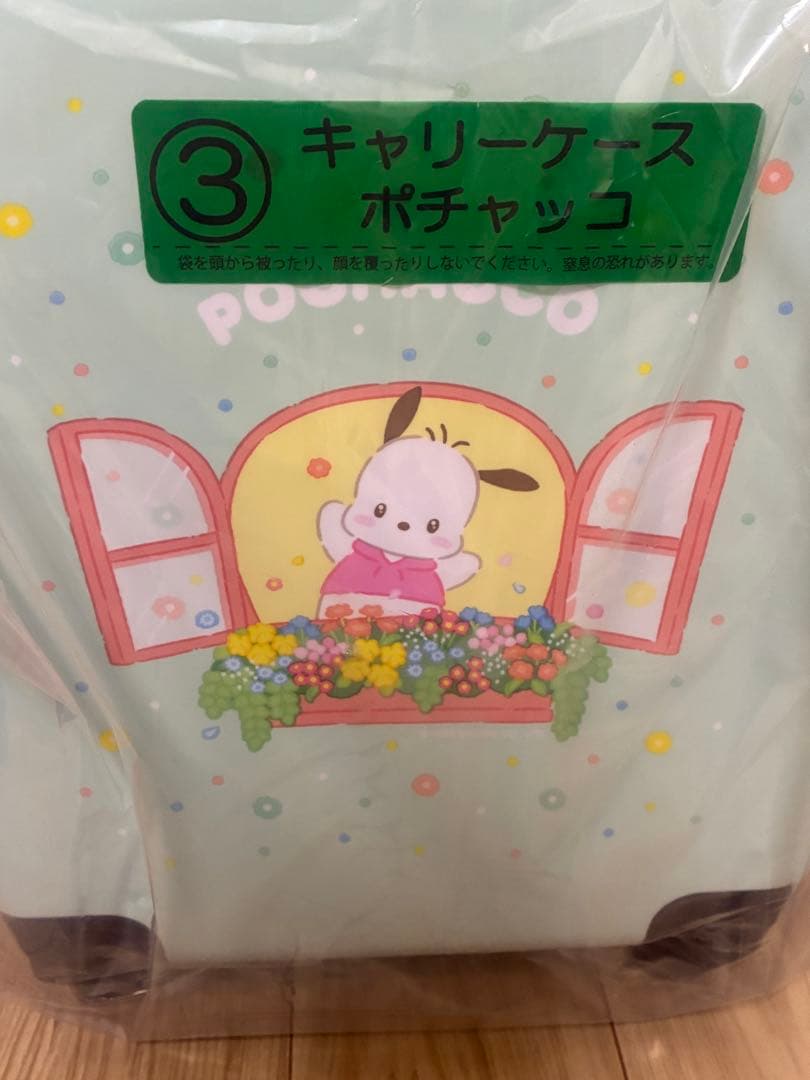 ③
キャリーケース
ポチャッコ
袋を頭から被ったり、顔を覆ったりしないでください。窒息の恐れがあります。
POCHACCO